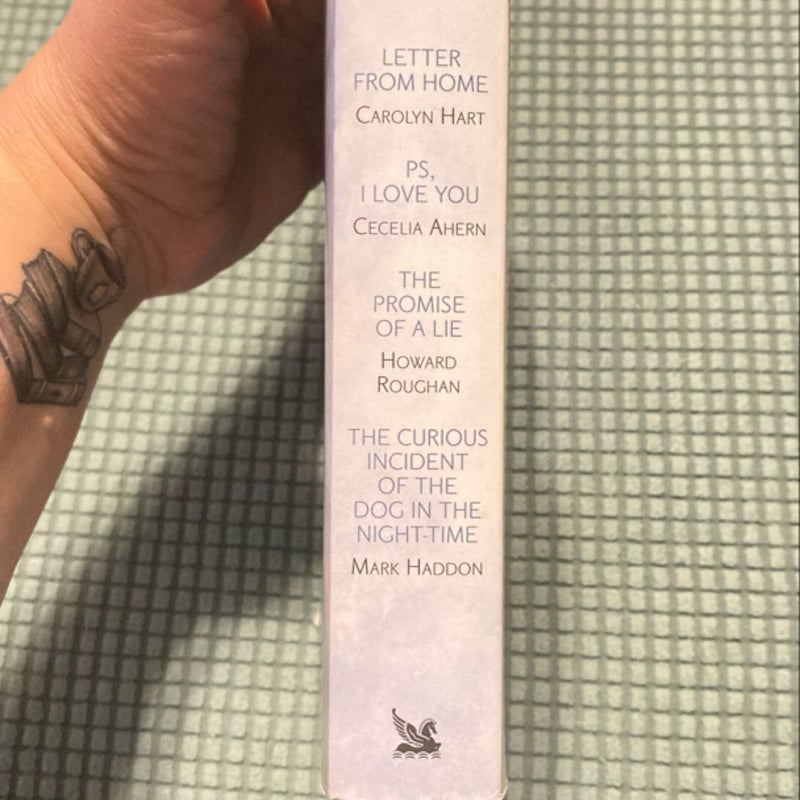 LETTER
FROM HOME
CAROLYN HART
PS,
I LOVE YOU
CECELIA AHERN
THE
PROMISE
OF A LIE
HOWARD
ROUGHAN
THE CURIOUS
INCIDENT
OF THE
DOG IN THE
NIGHT-TIME
MARK HADDON